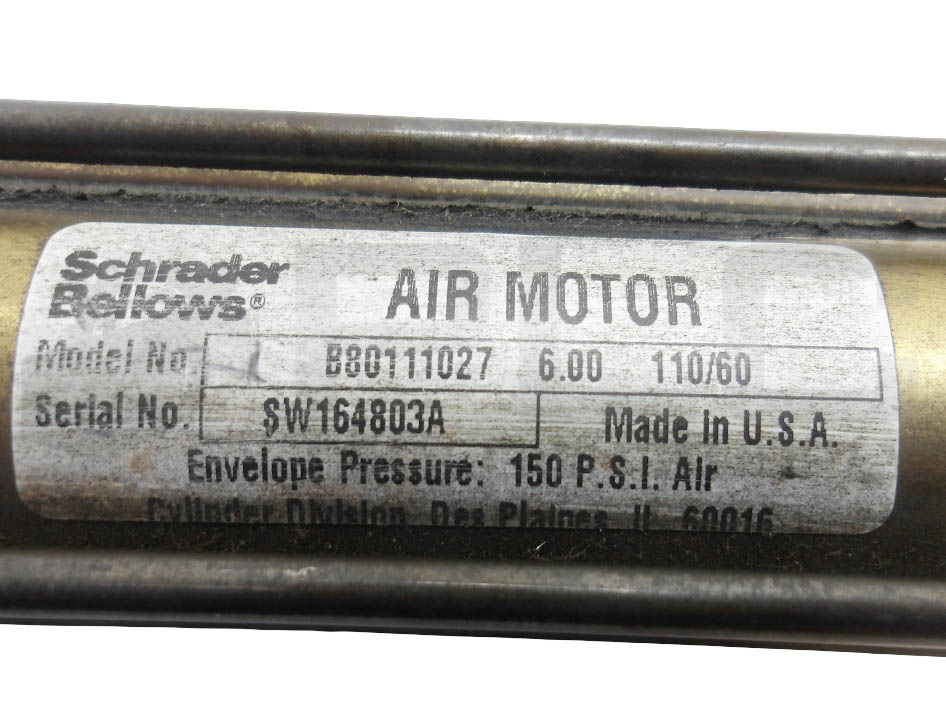 Schrader
Bellows®
AIR MOTOR
Model No B80111027 6.00 110/60
Serial No. SW164803A Made in U.S.A.
Envelope Pressure: 150 P.S.I. Air
Cylinder Division, Des Plaines IL 60016